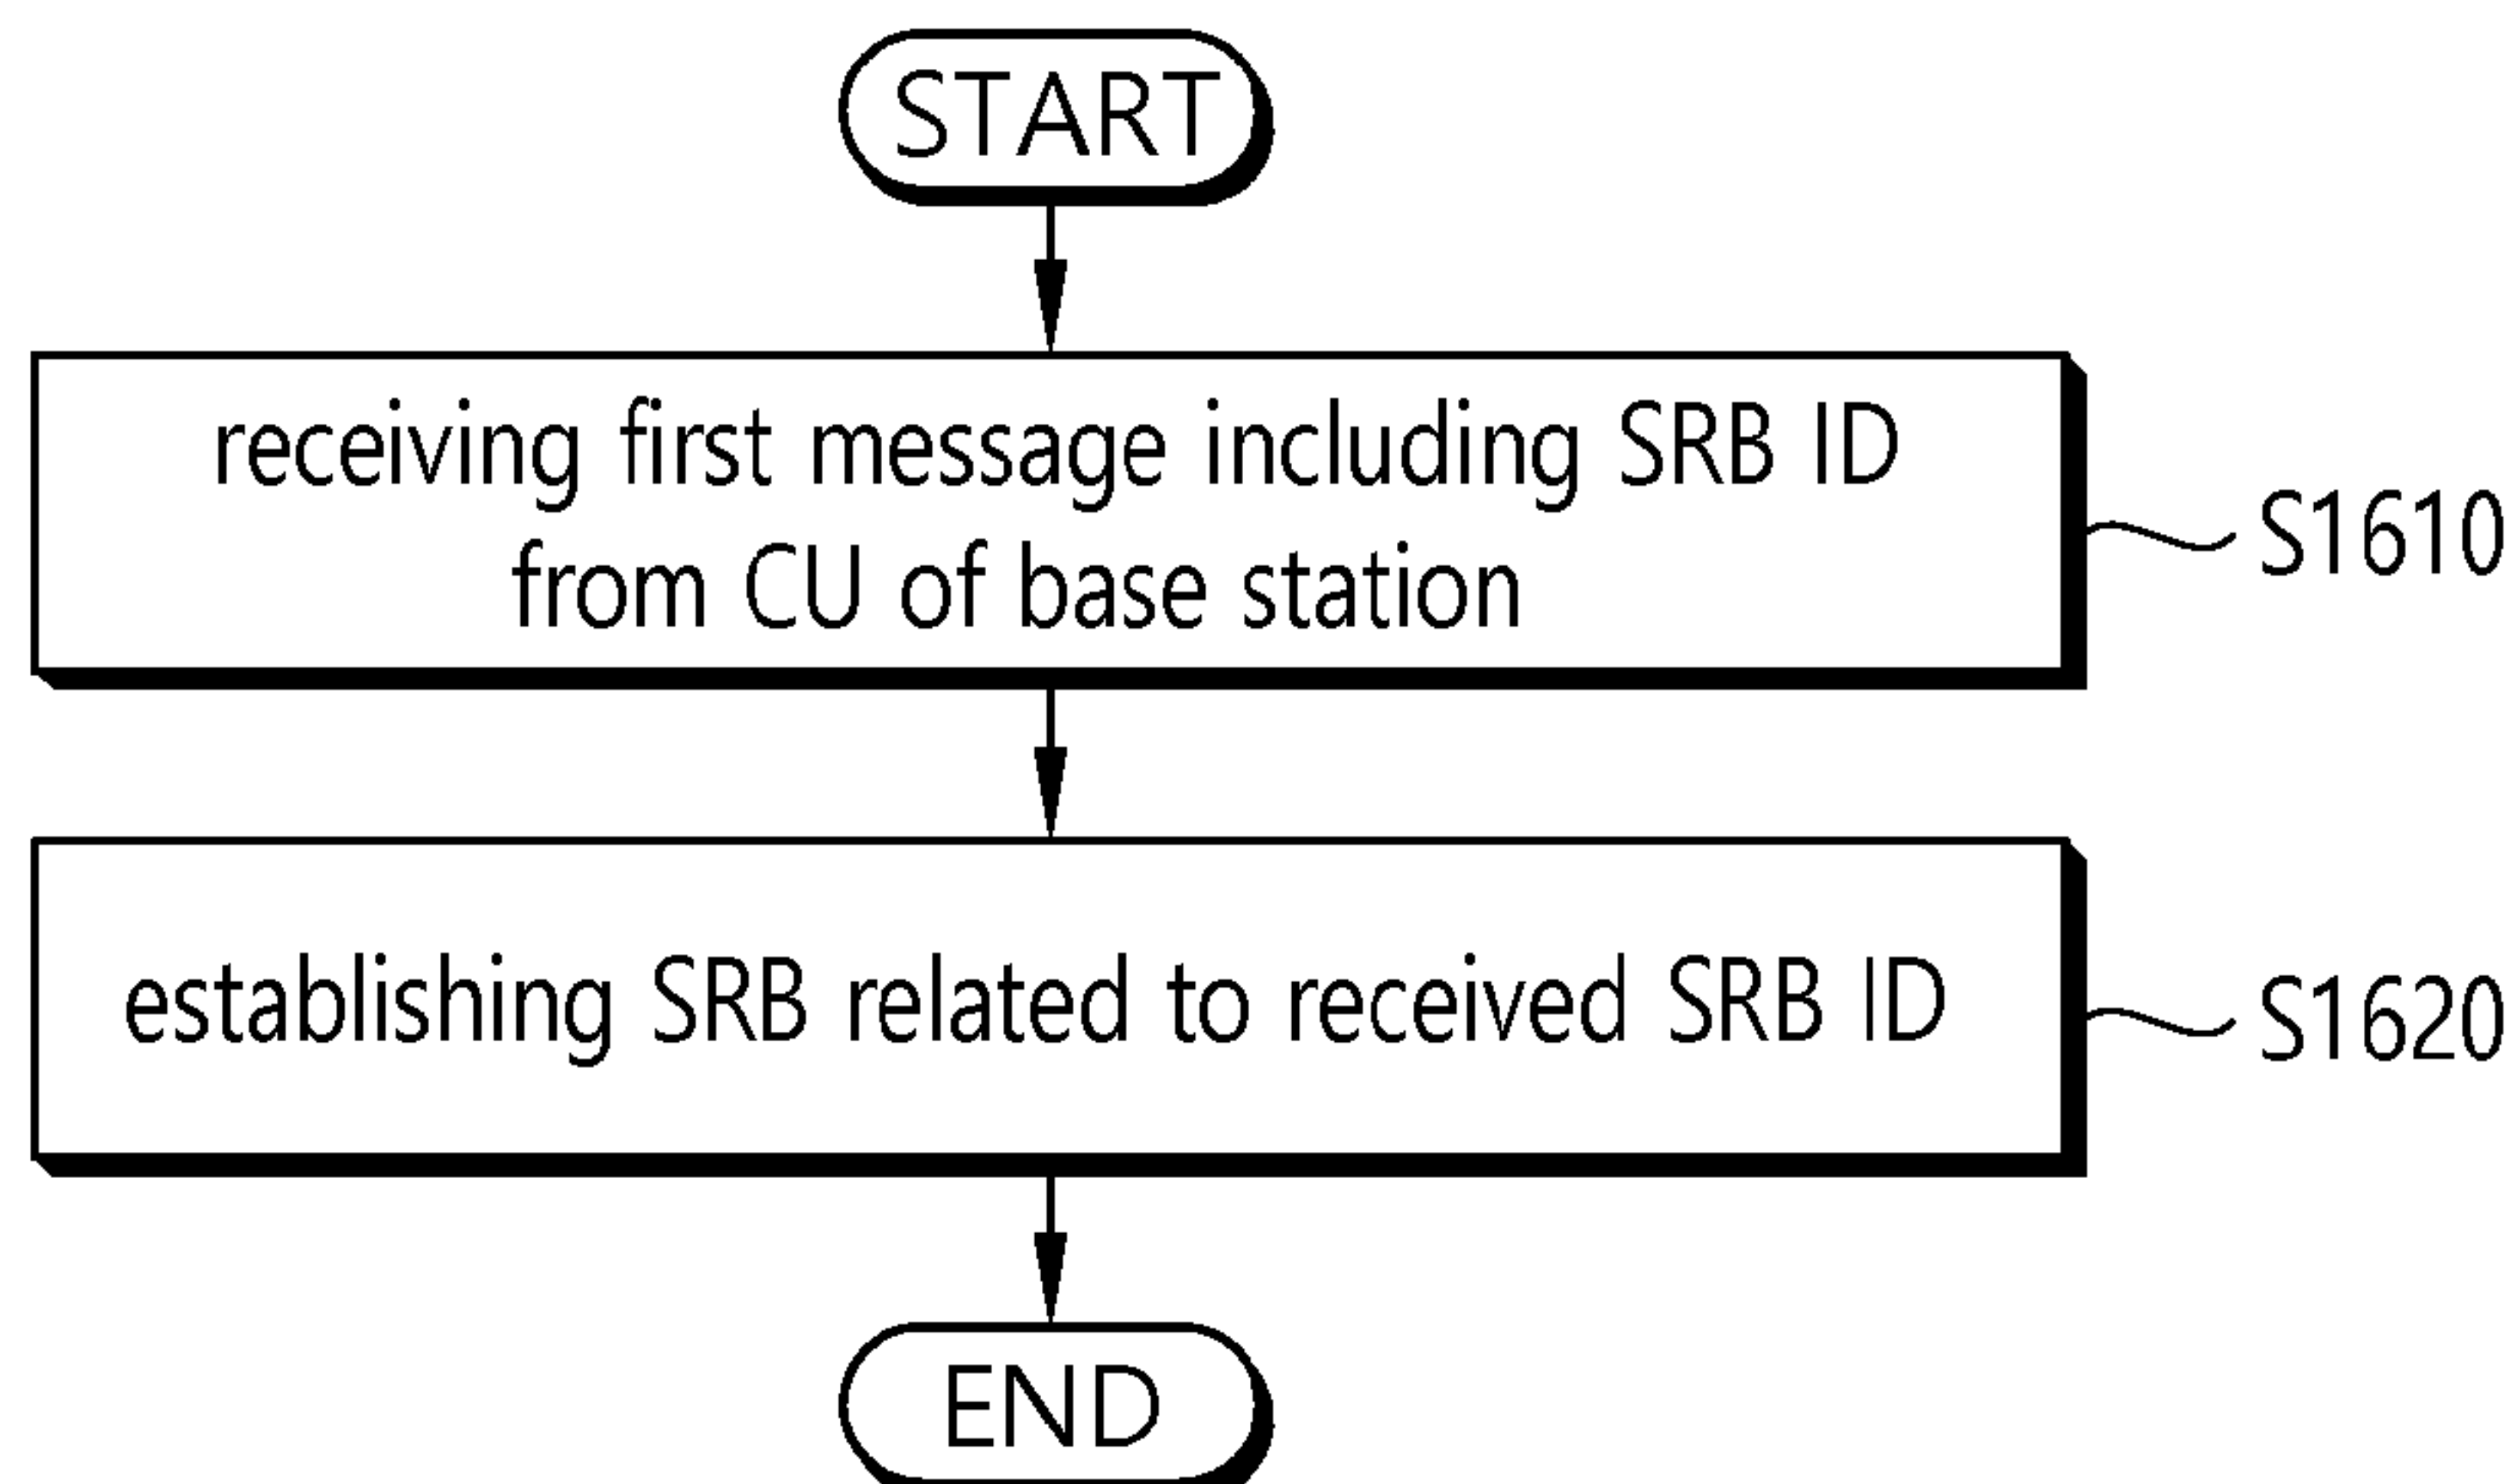 START
receiving first message including SRB ID
from CU of base station
S1610
establishing SRB related to received SRB ID
S1620
END